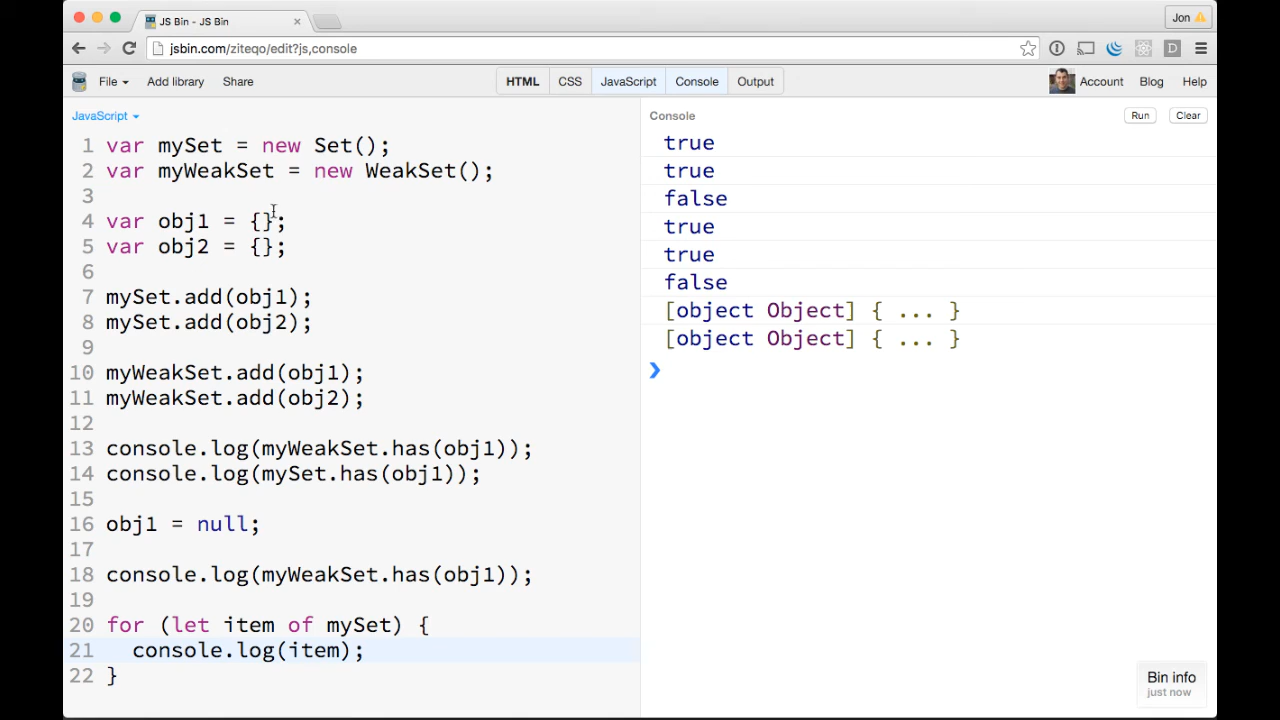 JS Bin - JS Bin
Jon
jsbin.com/ziteqo/edit?js,console
File Add library Share HTML CSS JavaScript Console Output Account Blog Help
JavaScript
1 var mySet = new Set();
2 var myWeakSet = new WeakSet();
3
4 var obj1 = {};
5 var obj2 = {};
6
7 mySet.add(obj1);
8 mySet.add(obj2);
9
10 myWeakSet.add(obj1);
11 myWeakSet.add(obj2);
12
13 console.log(myWeakSet.has(obj1));
14 console.log(mySet.has(obj1));
15
16 obj1 = null;
17
18 console.log(myWeakSet.has(obj1));
19
20 for (let item of mySet) {
21 console.log(item);
22 }
Console Run Clear
true
true
false
true
true
false
[object Object] { ... }
[object Object] { ... }
Bin info
just now